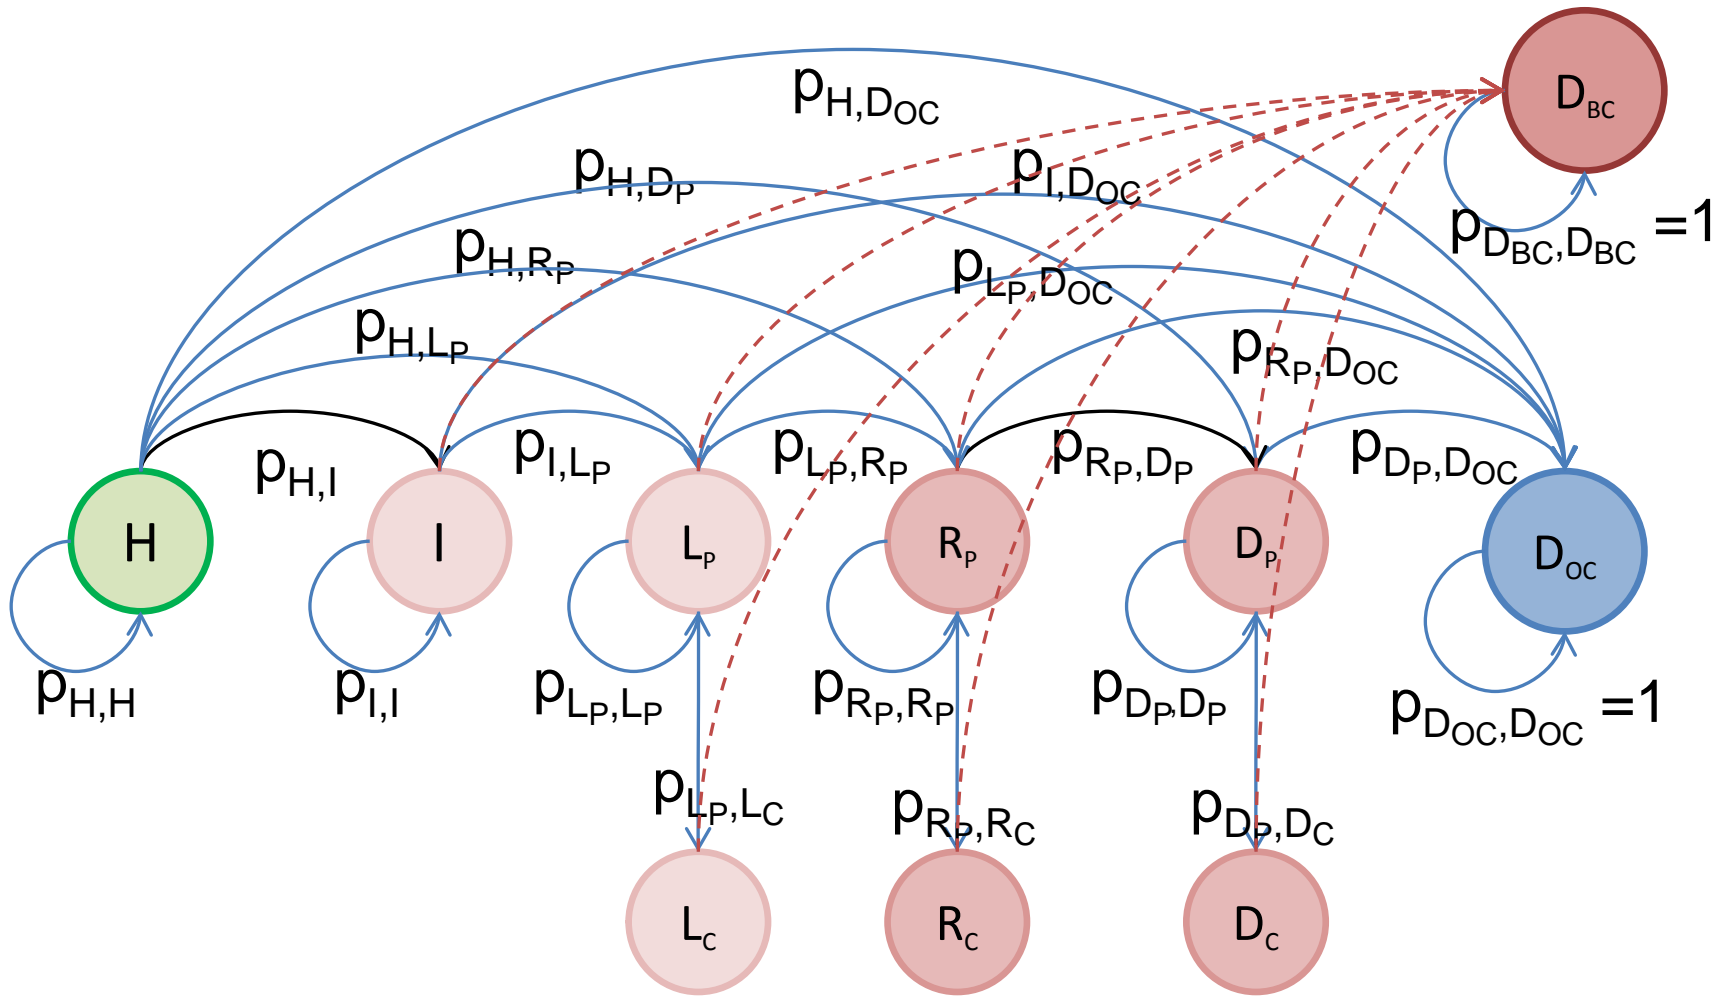 D_BC
p_H,D_OC
p_H,D_P
p_I,D_OC
p_H,R_P
p_D_BC,D_BC =1
p_L_P,D_OC
p_H,L_P
p_R_P,D_OC
p_H,I
p_I,L_P
p_L_P,R_P
p_R_P,D_P
p_D_P,D_OC
H
I
L_P
R_P
D_P
D_OC
p_H,H
p_I,I
p_L_P,L_P
p_R_P,R_P
p_D_P,D_P
p_D_OC,D_OC =1
p_L_P,L_C
p_R_P,R_C
p_D_P,D_C
L_C
R_C
D_C